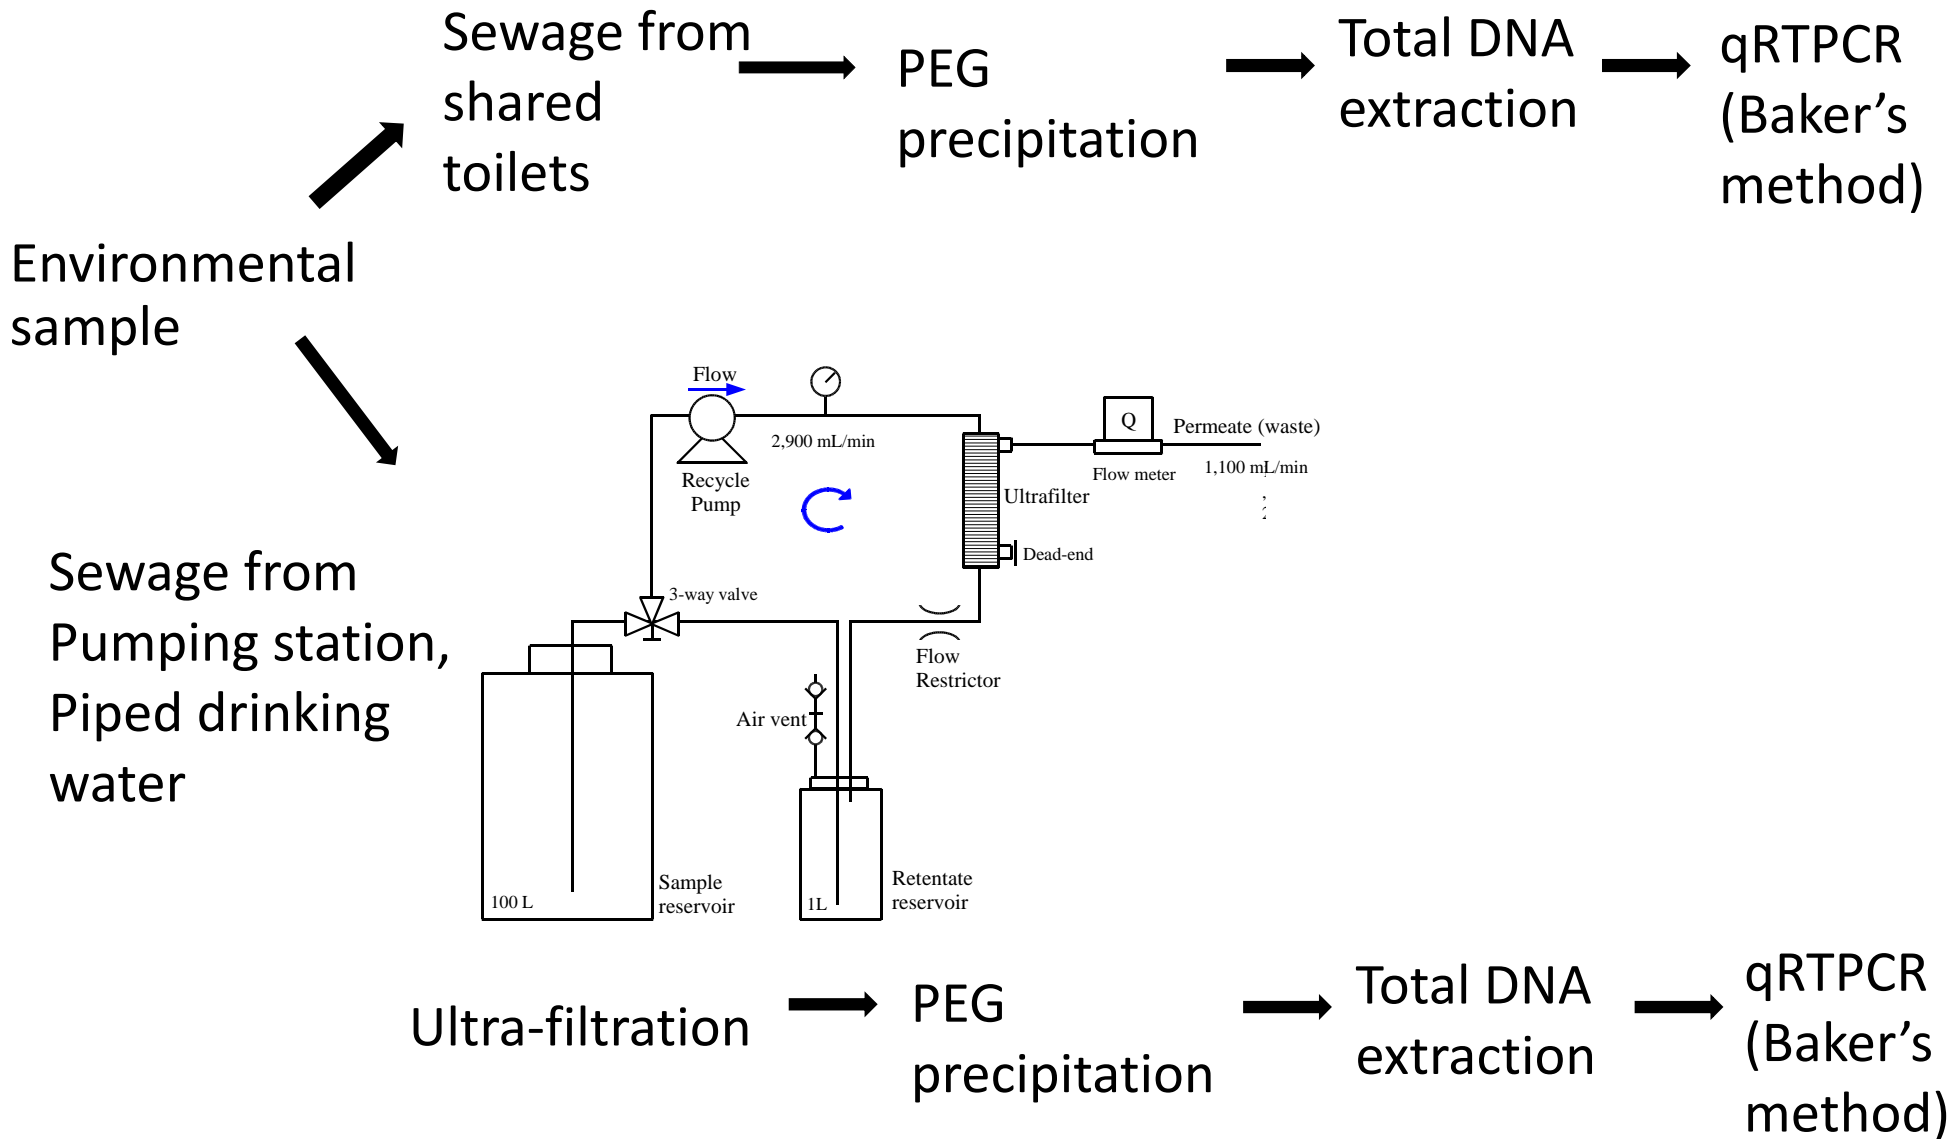 Sewage from
shared
toilets
PEG
precipitation
Total DNA
extraction
qRTPCR
(Baker’s
method)
Environmental
sample
Flow
2,900 mL/min
Recycle
Pump
Q
Permeate (waste)
Flow meter
1,100 mL/min
Ultrafilter
Dead-end
3-way valve
Flow
Restrictor
Air vent
Sewage from
Pumping station,
Piped drinking
water
100 L
Sample
reservoir
1L
Retentate
reservoir
Ultra-filtration
PEG
precipitation
Total DNA
extraction
qRTPCR
(Baker’s
method)